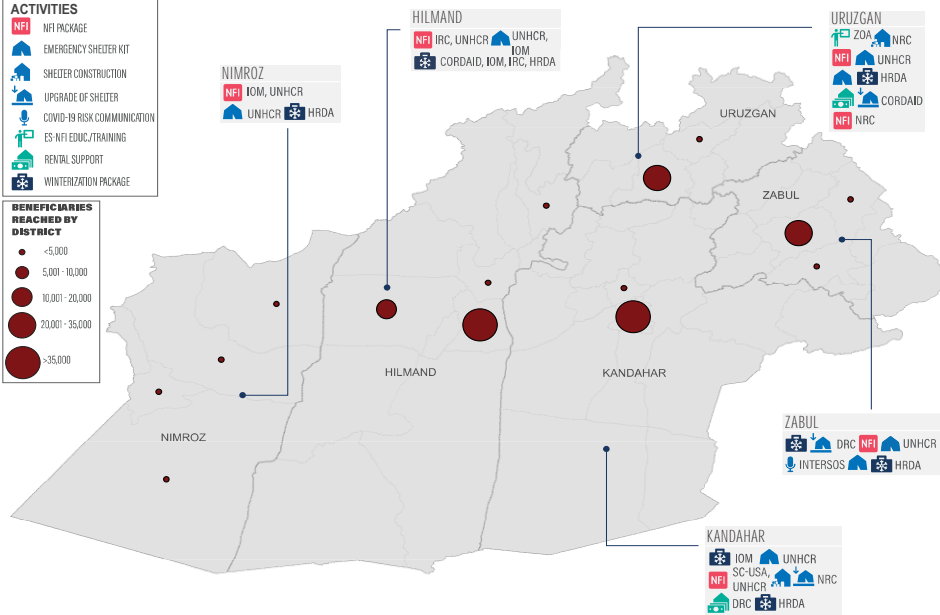 ACTIVITIES
NFI NFI PACKAGE
EMERGENCY SHELTER KIT
SHELTER CONSTRUCTION
UPGRADE OF SHELTER
COVID-19 RISK COMMUNICATION
ES-NFI EDUC./TRAINING
RENTAL SUPPORT
WINTERIZATION PACKAGE
BENEFICIARIES
REACHED BY
DISTRICT
<5,000
5,001 - 10,000
10,001 - 20,000
20,001 - 35,000
>35,000
NIMROZ
NFI IOM, UNHCR
UNHCR HRDA
HILMAND
NFI IRC, UNHCR UNHCR,
IOM
CORDAID, IOM, IRC, HRDA
URUZGAN
ZOA NRC
NFI UNHCR
HRDA
CORDAID
NFI NRC
URUZGAN
ZABUL
HILMAND
KANDAHAR
NIMROZ
ZABUL
DRC NFI UNHCR
INTERSOS HRDA
KANDAHAR
IOM UNHCR
NFI SC-USA,
UNHCR NRC
DRC HRDA